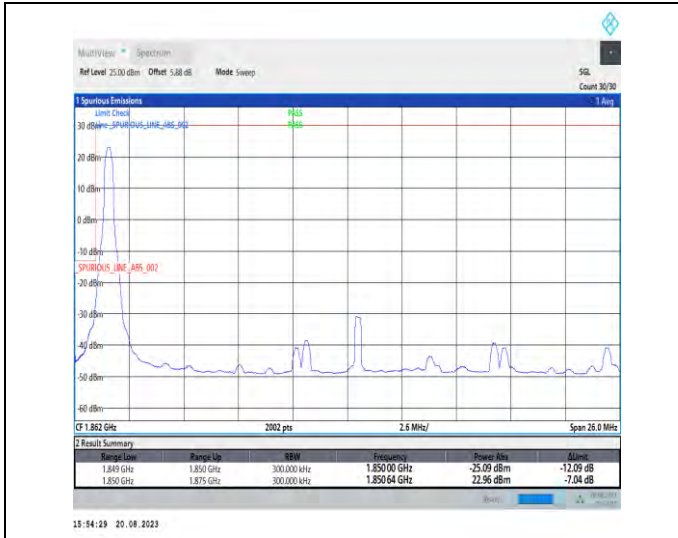 MultiView Spectrum
Ref Level 25.00 dBm Offset 5.88 dB Mode Sweep SGL
Count 30/30
1 Spurious Emissions 1 Avg
Limit Check PASS
30 dBm Line _SPURIOUS_LINE_ABS_002 PASS
20 dBm
10 dBm
0 dBm
-10 dBm
_SPURIOUS_LINE_ABS_002
-20 dBm
-30 dBm
-40 dBm
-50 dBm
-60 dBm
CF 1.862 GHz 2002 pts 2.6 MHz/ Span 26.0 MHz
2 Result Summary
Range Low Range Up RBW Frequency Power Abs ΔLimit
1.849 GHz 1.850 GHz 300.000 kHz 1.85000 GHz -25.09 dBm -12.09 dB
1.850 GHz 1.875 GHz 300.000 kHz 1.85064 GHz 22.96 dBm -7.04 dB
15:54:29 20.08.2023